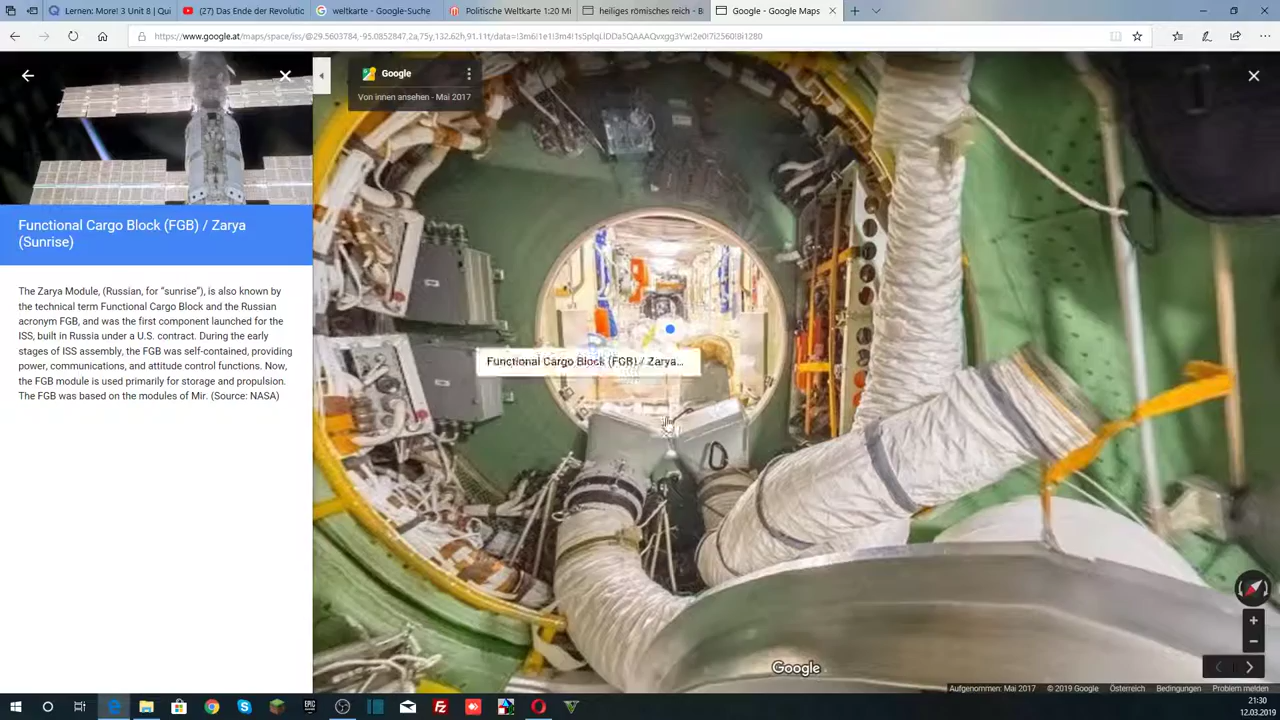 Lernen: More! 3 Unit 8 | Qui
(27) Das Ende der Revolutic
weltkarte - Google-Suche
Politische Weltkarte 1:20 Mi
heiliges römisches reich - B
Google - Google Maps
Google
Von innen ansehen - Mai 2017
Functional Cargo Block (FGB) / Zarya
(Sunrise)
The Zarya Module, (Russian, for "sunrise"), is also known by
the technical term Functional Cargo Block and the Russian
acronym FGB, and was the first component launched for the
ISS, built in Russia under a U.S. contract. During the early
stages of ISS assembly, the FGB was self-contained, providing
power, communications, and attitude control functions. Now,
the FGB module is used primarily for storage and propulsion.
The FGB was based on the modules of Mir. (Source: NASA)
Functional Cargo Block (FGB) / Zarya...
Google
Aufgenommen: Mai 2017 © 2019 Google Österreich Bedingungen Problem melden
21:30
12.03.2019